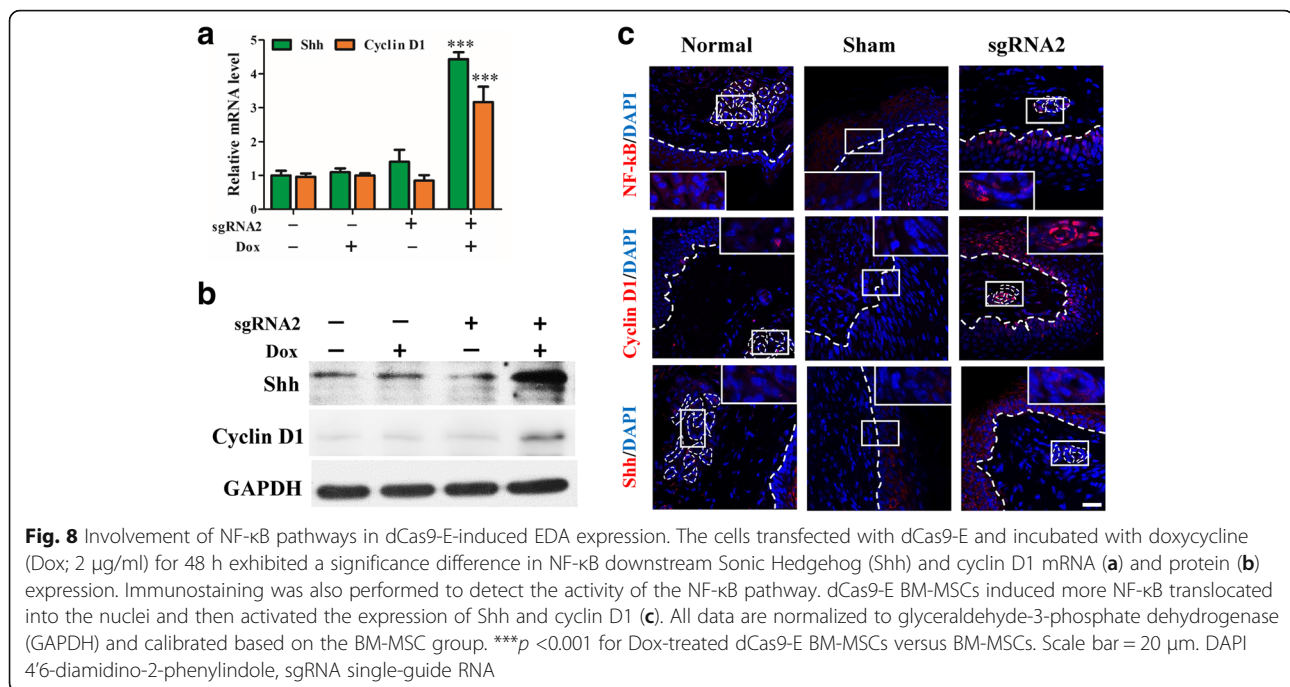 a
Shh Cyclin D1
Relative mRNA level
5
4
3
2
1
0
*** ***
sgRNA2 – – + +
Dox – + – +
b
sgRNA2 – – + +
Dox – + – +
Shh
Cyclin D1
GAPDH
c
Normal Sham sgRNA2
NF-kB/DAPI
Cyclin D1/DAPI
Shh/DAPI
Fig. 8 Involvement of NF-κB pathways in dCas9-E-induced EDA expression. The cells transfected with dCas9-E and incubated with doxycycline
(Dox; 2 μg/ml) for 48 h exhibited a significance difference in NF-κB downstream Sonic Hedgehog (Shh) and cyclin D1 mRNA (a) and protein (b)
expression. Immunostaining was also performed to detect the activity of the NF-κB pathway. dCas9-E BM-MSCs induced more NF-κB translocated
into the nuclei and then activated the expression of Shh and cyclin D1 (c). All data are normalized to glyceraldehyde-3-phosphate dehydrogenase
(GAPDH) and calibrated based on the BM-MSC group. ***p <0.001 for Dox-treated dCas9-E BM-MSCs versus BM-MSCs. Scale bar = 20 μm. DAPI
4′6-diamidino-2-phenylindole, sgRNA single-guide RNA